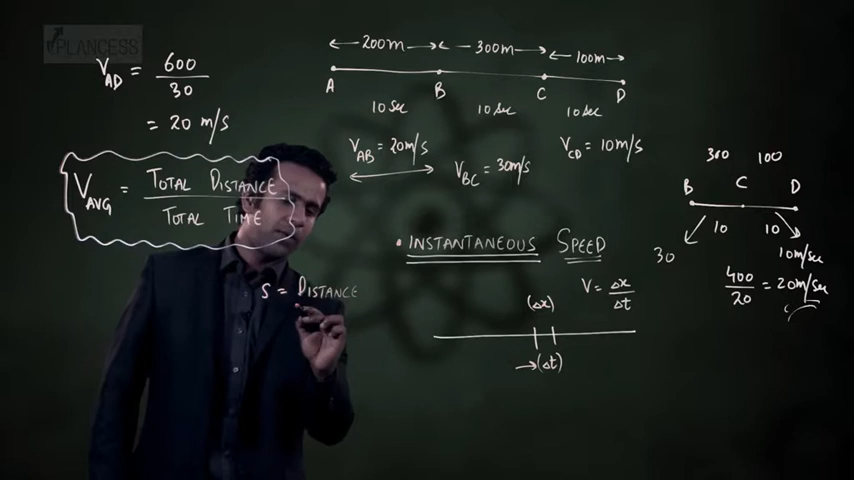 PLANCESS
V_AD = 600/30
= 20 m/s
V_AVG = TOTAL DISTANCE / TOTAL TIME
S = DISTANCE
200m 300m 100m
A B C D
10 Sec 10 Sec 10 Sec
V_AB = 20m/s V_BC = 30m/s V_CD = 10m/s
• INSTANTANEOUS SPEED
V = Δx/Δt
(Δx)
→(Δt)
300 100
B C D
10 10
30 10m/sec
400/20 = 20m/sec